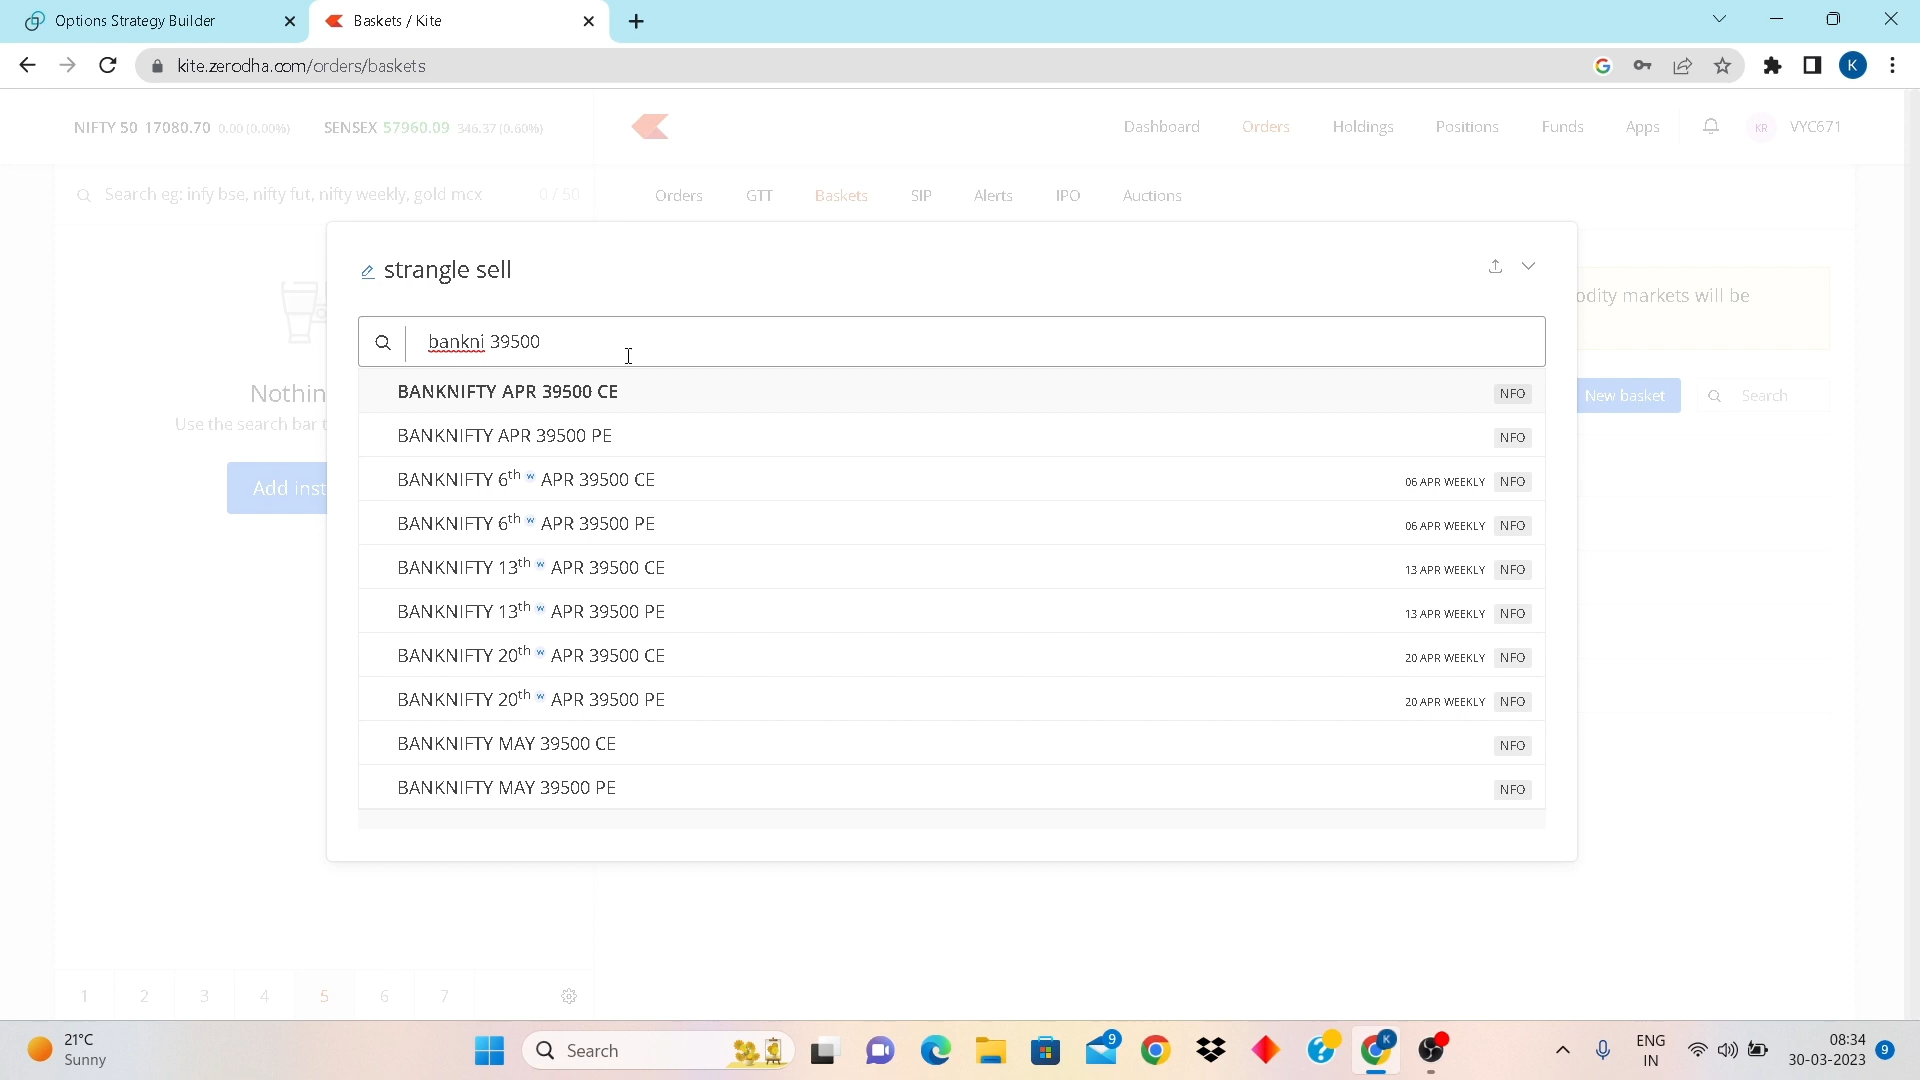 Options Strategy Builder
Baskets / Kite
kite.zerodha.com/orders/baskets
K
NIFTY 50 17080.70 0.00 (0.00%) SENSEX 57960.09 346.37 (0.60%)
Dashboard Orders Holdings Positions Funds Apps KR VYC671
Search eg: infy bse, nifty fut, nifty weekly, gold mcx 0 / 50
Orders GTT Baskets SIP Alerts IPO Auctions
strangle sell
odity markets will be
bankni 39500
BANKNIFTY APR 39500 CE NFO
Nothin
New basket Search
Use the search bar t
BANKNIFTY APR 39500 PE NFO
BANKNIFTY 6th w APR 39500 CE 06 APR WEEKLY NFO
Add inst
BANKNIFTY 6th w APR 39500 PE 06 APR WEEKLY NFO
BANKNIFTY 13th w APR 39500 CE 13 APR WEEKLY NFO
BANKNIFTY 13th w APR 39500 PE 13 APR WEEKLY NFO
BANKNIFTY 20th w APR 39500 CE 20 APR WEEKLY NFO
BANKNIFTY 20th w APR 39500 PE 20 APR WEEKLY NFO
BANKNIFTY MAY 39500 CE NFO
BANKNIFTY MAY 39500 PE NFO
1 2 3 4 5 6 7
21°C
Sunny
Search
9
K
ENG
IN
08:34
30-03-2023
9